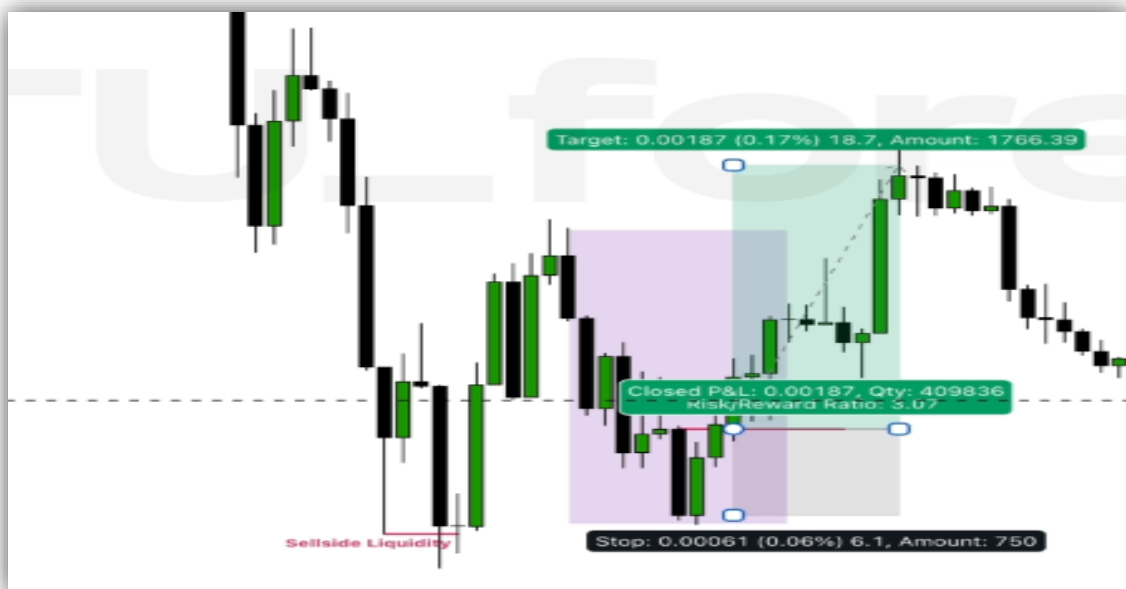 TU_fore
Target: 0.00187 (0.17%) 18.7, Amount: 1766.39
Closed P&L: 0.00187, Qty: 409836
Risk/Reward Ratio: 3.07
Sellside Liquidity
Stop: 0.00061 (0.06%) 6.1, Amount: 750